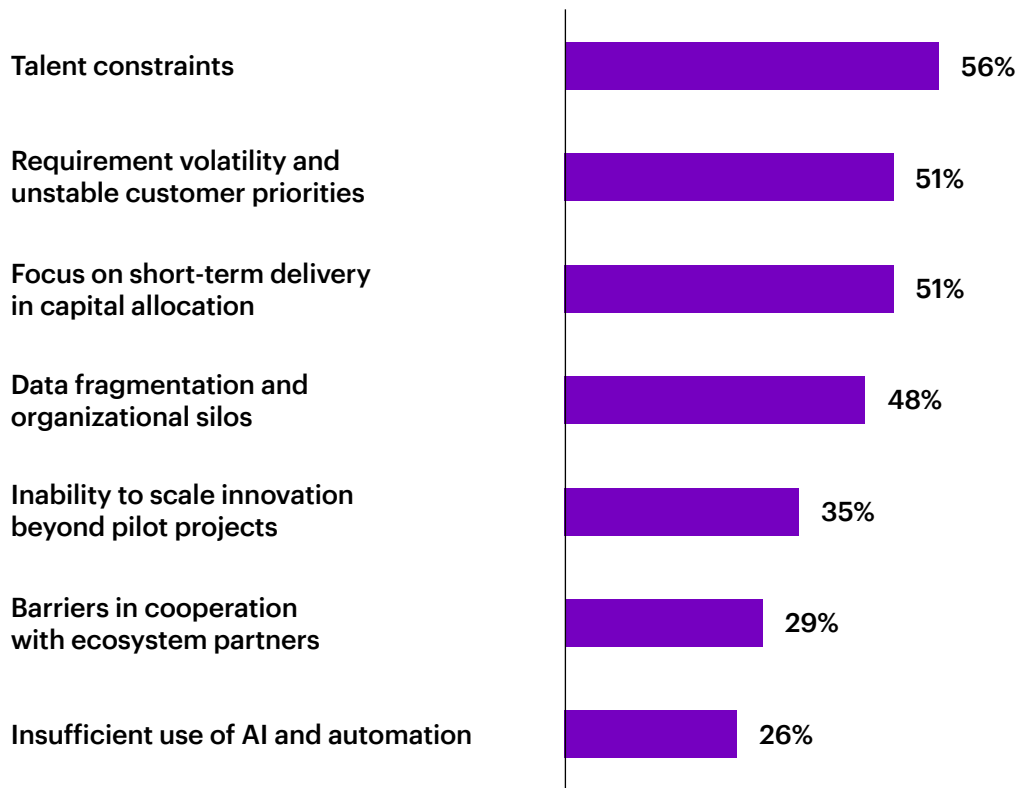 Talent constraints
56%
Requirement volatility and
unstable customer priorities
51%
Focus on short-term delivery
in capital allocation
51%
Data fragmentation and
organizational silos
48%
Inability to scale innovation
beyond pilot projects
35%
Barriers in cooperation
with ecosystem partners
29%
Insufficient use of AI and automation
26%